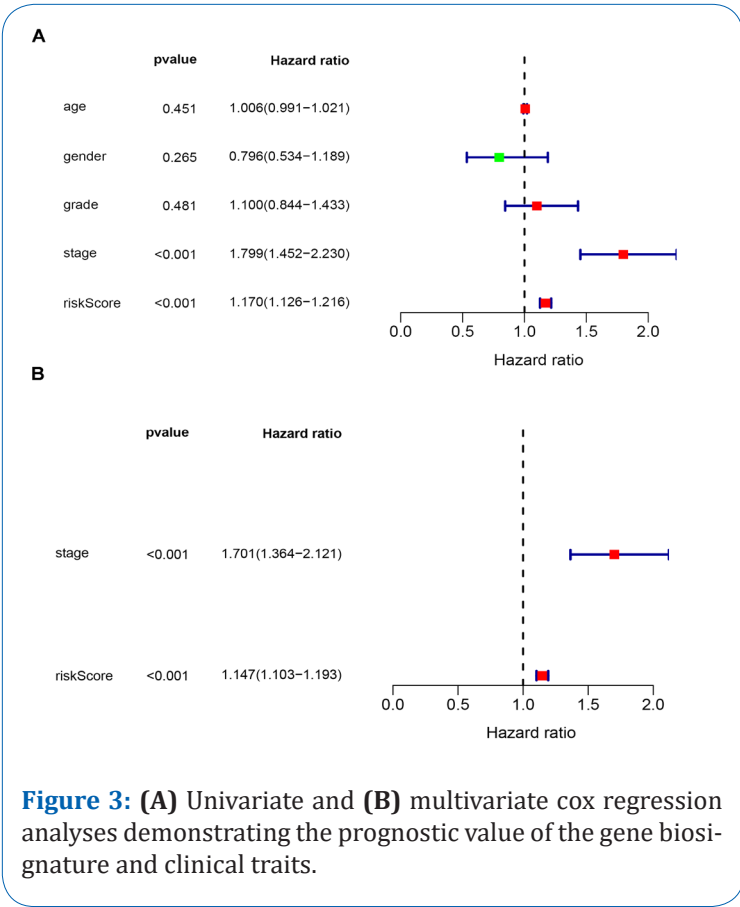 A
pvalue Hazard ratio
age 0.451 1.006(0.991−1.021)
gender 0.265 0.796(0.534−1.189)
grade 0.481 1.100(0.844−1.433)
stage <0.001 1.799(1.452−2.230)
riskScore <0.001 1.170(1.126−1.216)
0.0 0.5 1.0 1.5 2.0
Hazard ratio
B
pvalue Hazard ratio
stage <0.001 1.701(1.364−2.121)
riskScore <0.001 1.147(1.103−1.193)
0.0 0.5 1.0 1.5 2.0
Hazard ratio
Figure 3: (A) Univariate and (B) multivariate cox regression
analyses demonstrating the prognostic value of the gene biosi-
gnature and clinical traits.